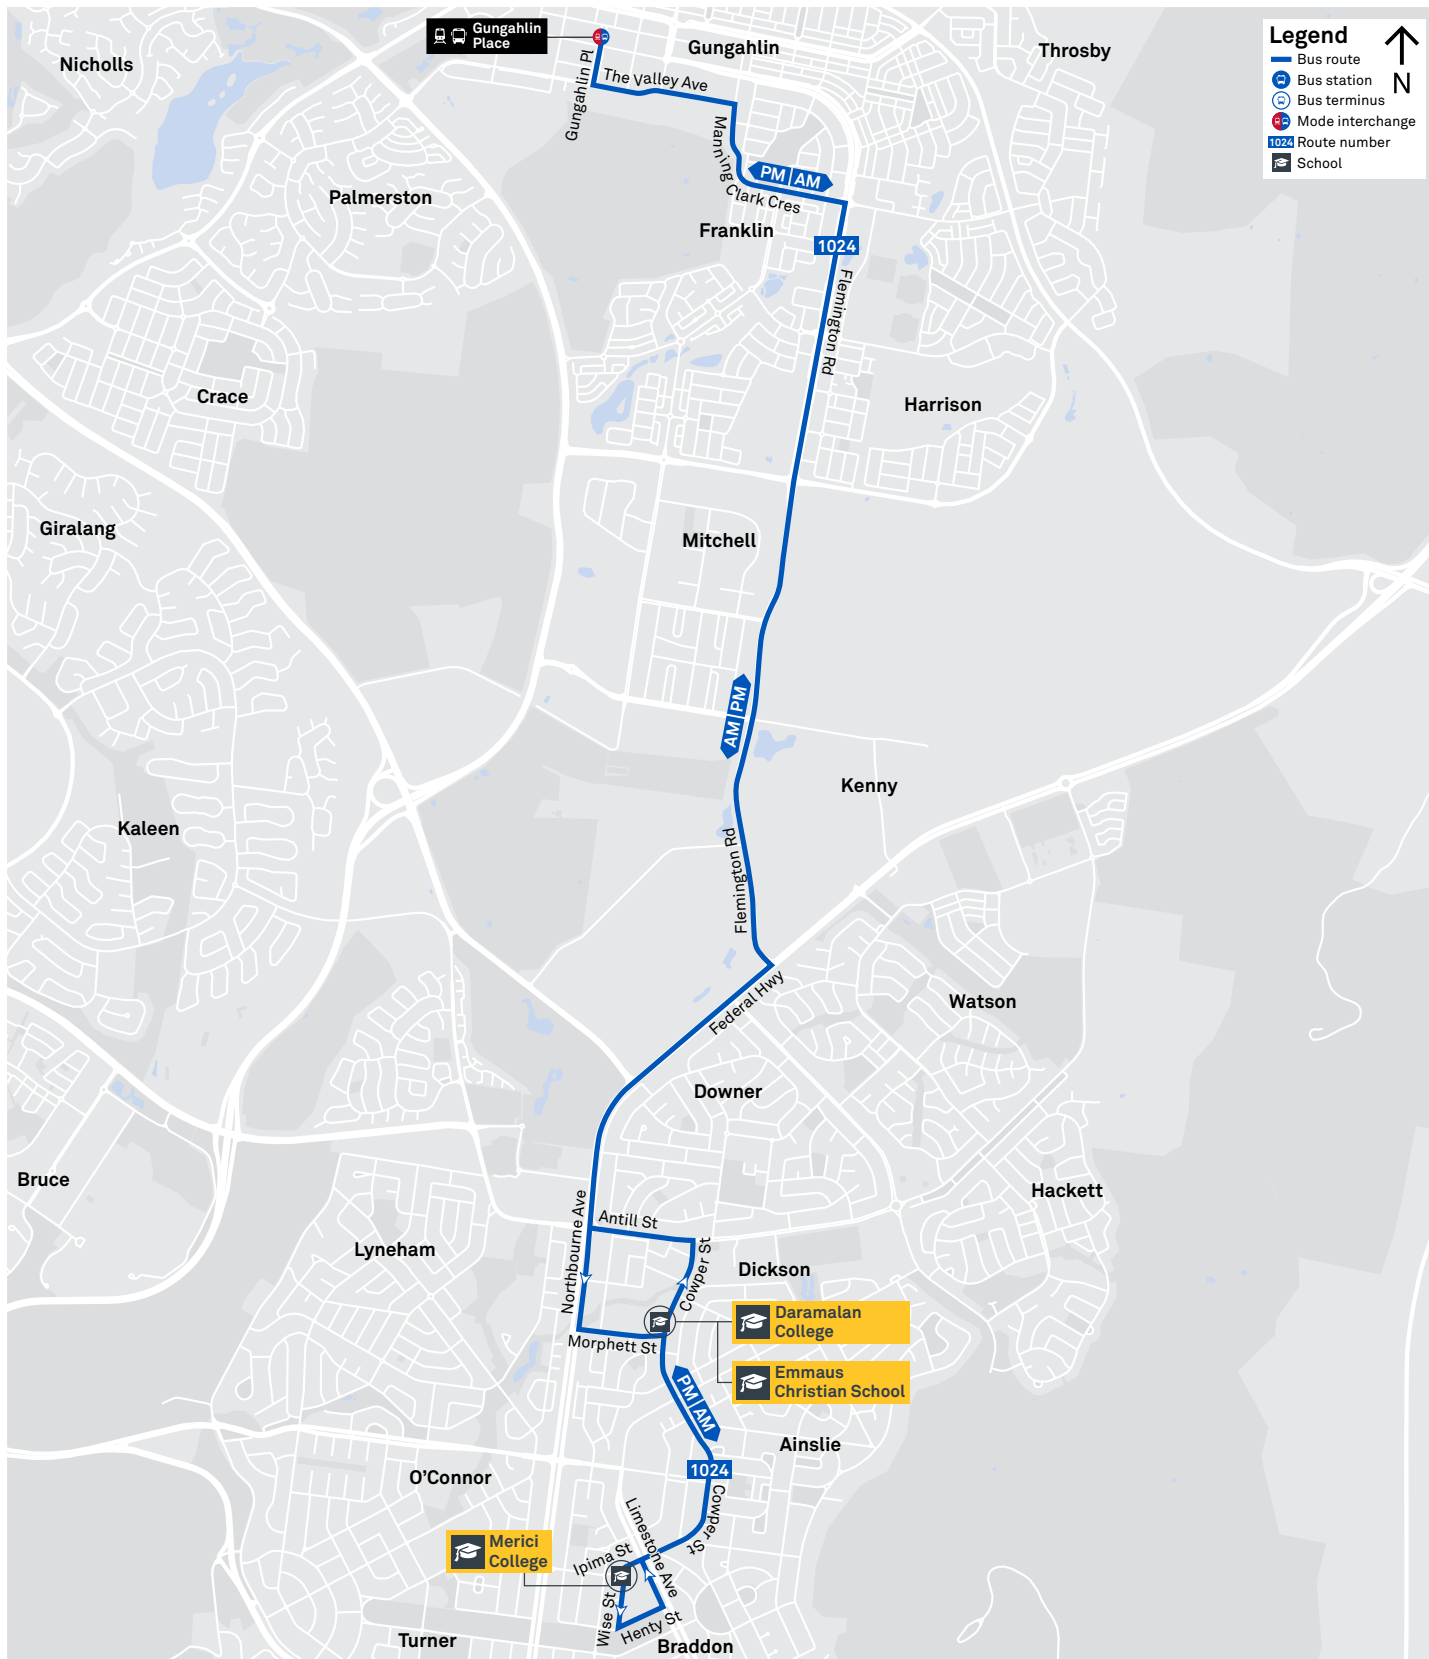 Gungahlin
Place
Gungahlin
Throsby
Nicholls
Legend
Bus route
Bus station
Bus terminus
Mode interchange
1024 Route number
School
N
Gungahlin Pl
The Valley Ave
Manning Clark Cres
PM AM
Palmerston
Franklin
1024
Flemington Rd
Crace
Harrison
Giralang
Mitchell
AM PM
Kenny
Kaleen
Flemington Rd
Federal Hwy
Watson
Downer
Bruce
Hackett
Northbourne Ave
Antill St
Lyneham
Cowper St
Dickson
Daramalan
College
Morphett St
Emmaus
Christian School
PM AM
Ainslie
1024
O'Connor
Cowper St
Limestone Ave
Merici
College
Ipima St
Wise St
Henty St
Turner
Braddon